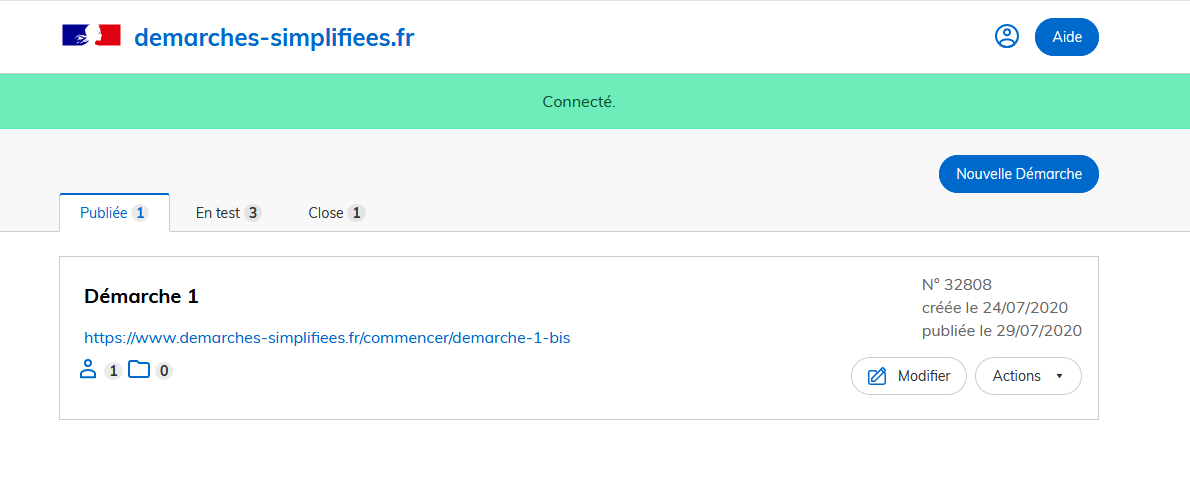 demarches-simplifiees.fr
Aide
Connecté.
Nouvelle Démarche
Publiée 1
En test 3
Close 1
Démarche 1
N° 32808
créée le 24/07/2020
publiée le 29/07/2020
https://www.demarches-simplifiees.fr/commencer/demarche-1-bis
1 0
Modifier
Actions